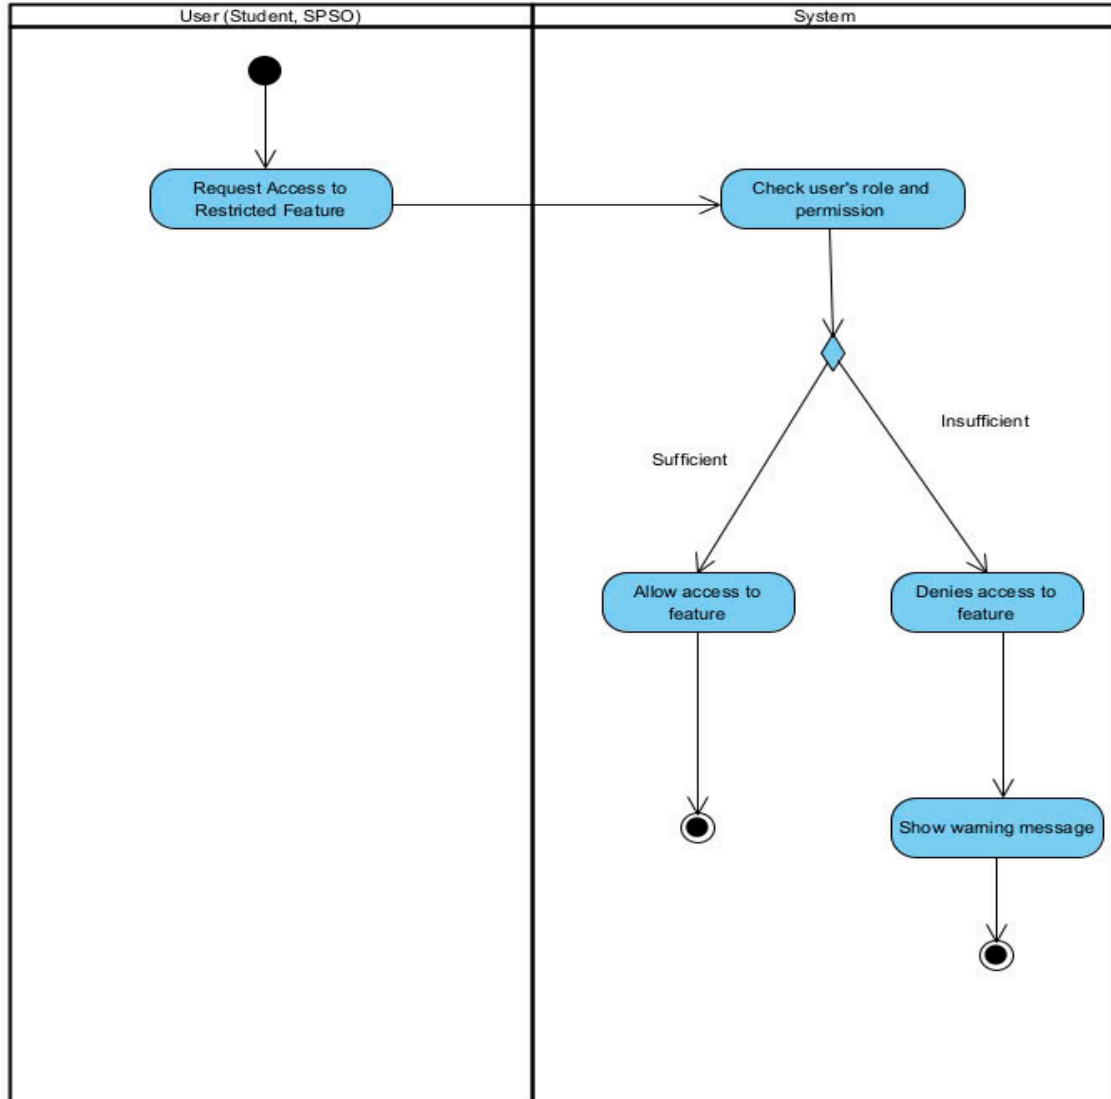 User (Student, SPSO)
System
Request Access to
Restricted Feature
Check user's role and
permission
Insufficient
Sufficient
Allow access to
feature
Denies access to
feature
Show warning message